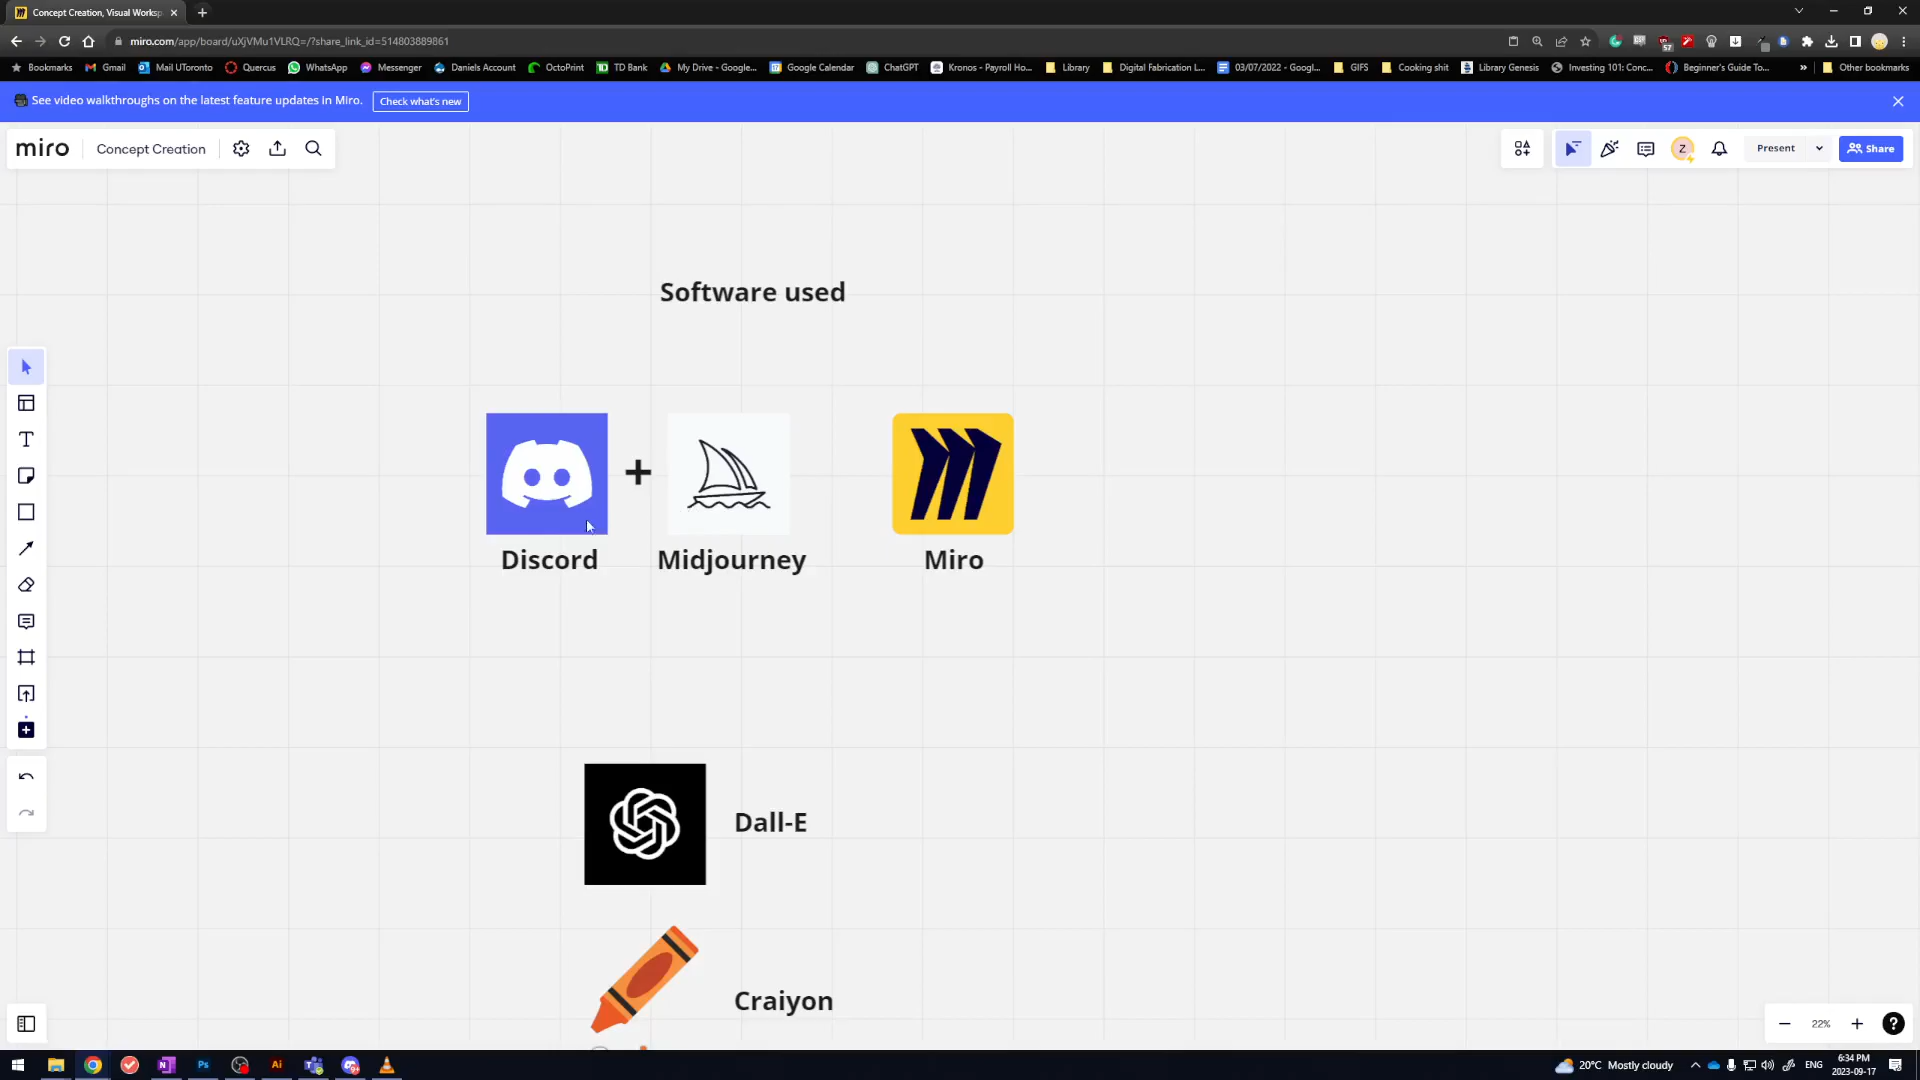 Concept Creation, Visual Worksp
miro.com/app/board/uXjVMu1VLRQ=/?share_link_id=514803889861
57
Bookmarks
Gmail
Mail UToronto
Quercus
WhatsApp
Messenger
Daniels Account
OctoPrint
TD Bank
My Drive - Google...
Google Calendar
ChatGPT
Kronos - Payroll Ho...
Library
Digital Fabrication L...
03/07/2022 - Googl...
GIFS
Cooking shit
Library Genesis
Investing 101: Conc...
Beginner's Guide To...
»
Other bookmarks
See video walkthroughs on the latest feature updates in Miro.
Check what's new
miro
Concept Creation
Z
Present
Share
Software used
+
Discord
Midjourney
Miro
Dall-E
Craiyon
22%
Ps
Ai
20°C Mostly cloudy
ENG
6:34 PM
2023-09-17